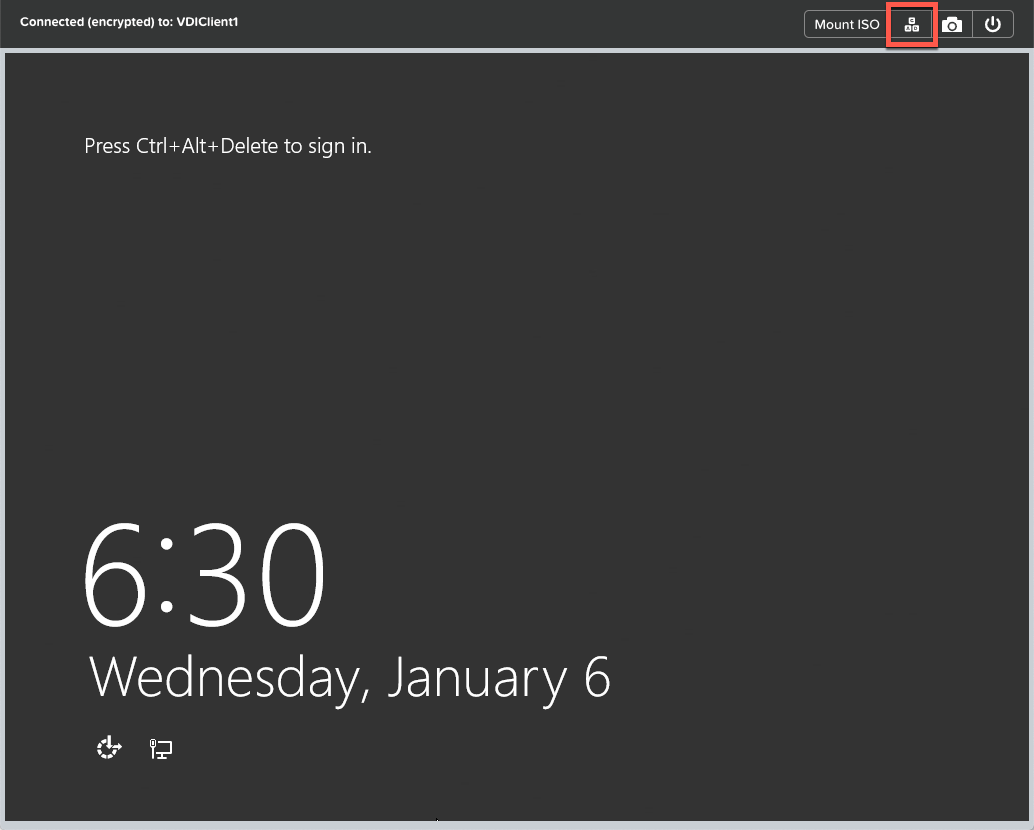 Connected (encrypted) to: VDIClient1
Mount ISO
C
A D
Press Ctrl+Alt+Delete to sign in.
6:30
Wednesday, January 6